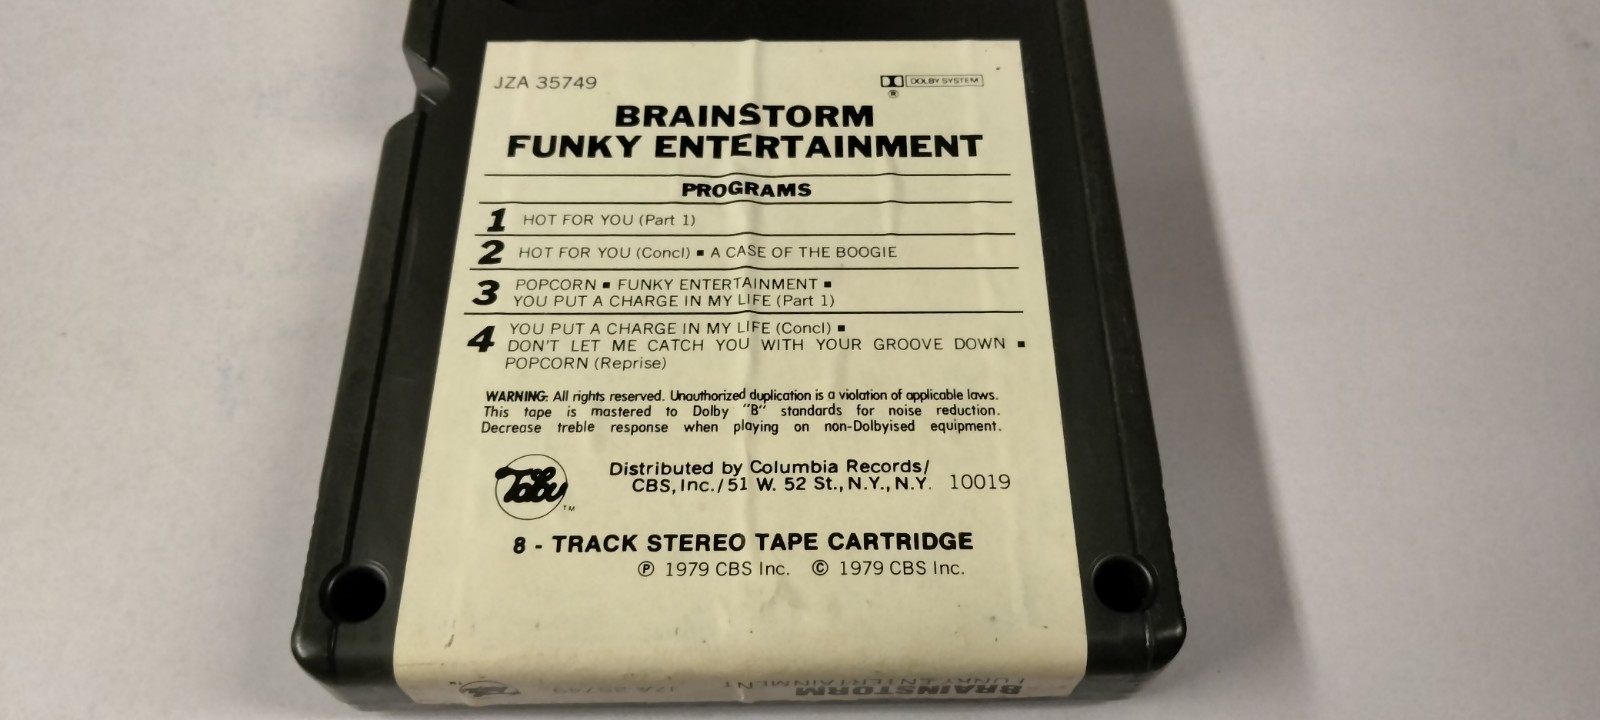 JZA 35749
DOLBY SYSTEM
®
BRAINSTORM
FUNKY ENTERTAINMENT
PROGRAMS
1 HOT FOR YOU (Part 1)
2 HOT FOR YOU (Concl) ▪ A CASE OF THE BOOGIE
3 POPCORN ▪ FUNKY ENTERTAINMENT ▪
YOU PUT A CHARGE IN MY LIFE (Part 1)
4 YOU PUT A CHARGE IN MY LIFE (Concl) ▪
DON'T LET ME CATCH YOU WITH YOUR GROOVE DOWN ▪
POPCORN (Reprise)
WARNING: All rights reserved. Unauthorized duplication is a violation of applicable laws.
This tape is mastered to Dolby "B" standards for noise reduction.
Decrease treble response when playing on non-Dolbyised equipment.
Tabu TM
Distributed by Columbia Records/
CBS, Inc./51 W. 52 St., N.Y., N.Y. 10019
8 - TRACK STEREO TAPE CARTRIDGE
℗ 1979 CBS Inc. © 1979 CBS Inc.
BRAINSTORM
FUNKY ENTERTAINMENT
JZA 35749
Tabu